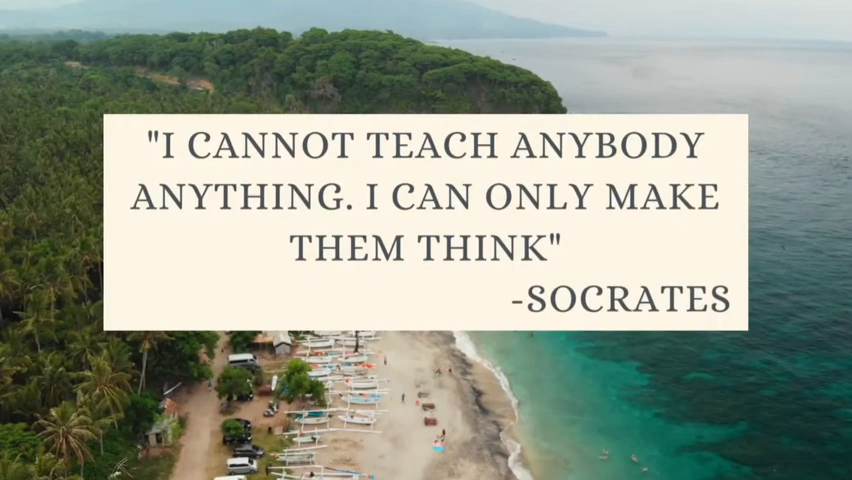 "I CANNOT TEACH ANYBODY
ANYTHING. I CAN ONLY MAKE
THEM THINK"
-SOCRATES